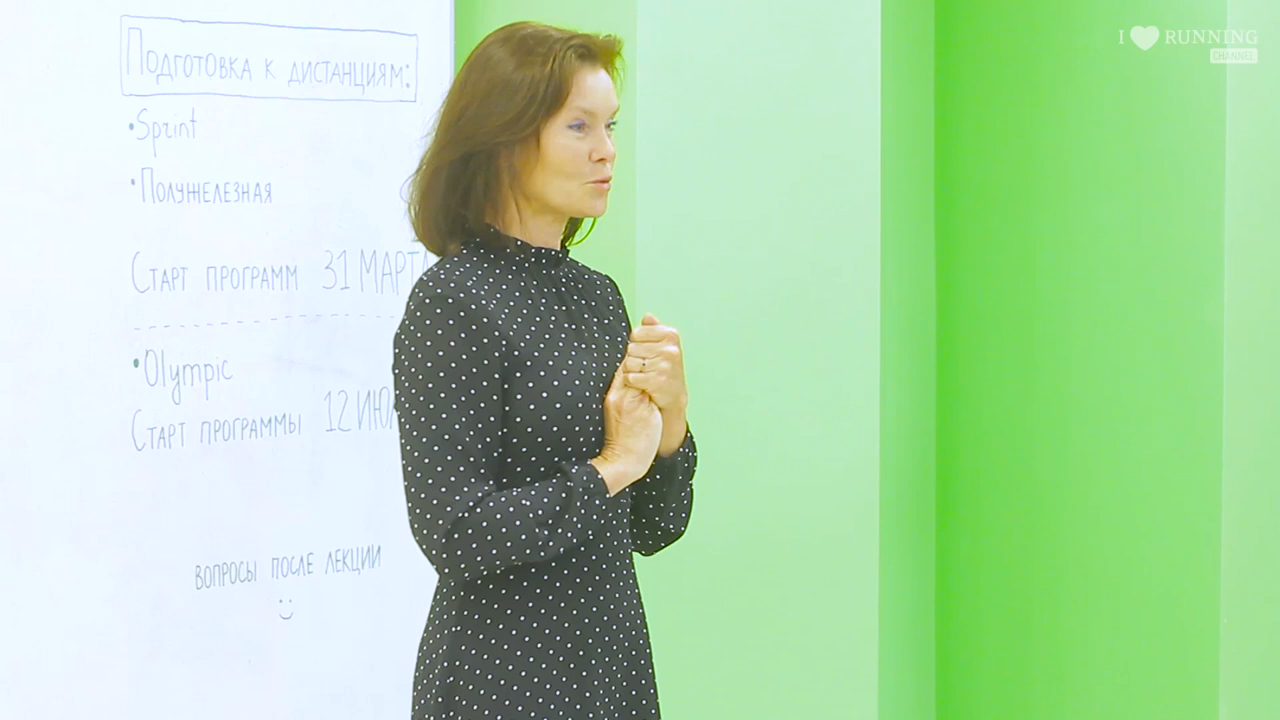 Подготовка к дистанциям:
• Sprint
• Полужелезная
Старт программ 31 МАРТА
• Olympic
Старт программы 12
вопросы после лекции
I RUNNING
CHANNEL